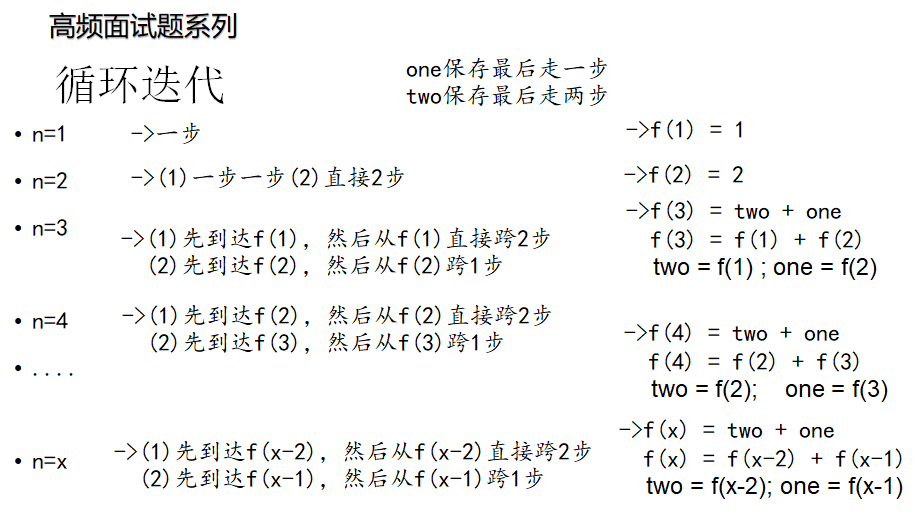 高频面试题系列
循环迭代
one保存最后走一步
two保存最后走两步
• n=1 ->一步 ->f(1) = 1
• n=2 ->(1)一步一步(2)直接2步 ->f(2) = 2
• n=3 ->(1)先到达f(1)，然后从f(1)直接跨2步 ->f(3) = two + one
(2)先到达f(2)，然后从f(2)跨1步 f(3) = f(1) + f(2)
two = f(1) ; one = f(2)
• n=4 ->(1)先到达f(2)，然后从f(2)直接跨2步 ->f(4) = two + one
(2)先到达f(3)，然后从f(3)跨1步 f(4) = f(2) + f(3)
• .... two = f(2); one = f(3)
• n=x ->(1)先到达f(x-2)，然后从f(x-2)直接跨2步 ->f(x) = two + one
(2)先到达f(x-1)，然后从f(x-1)跨1步 f(x) = f(x-2) + f(x-1)
two = f(x-2); one = f(x-1)